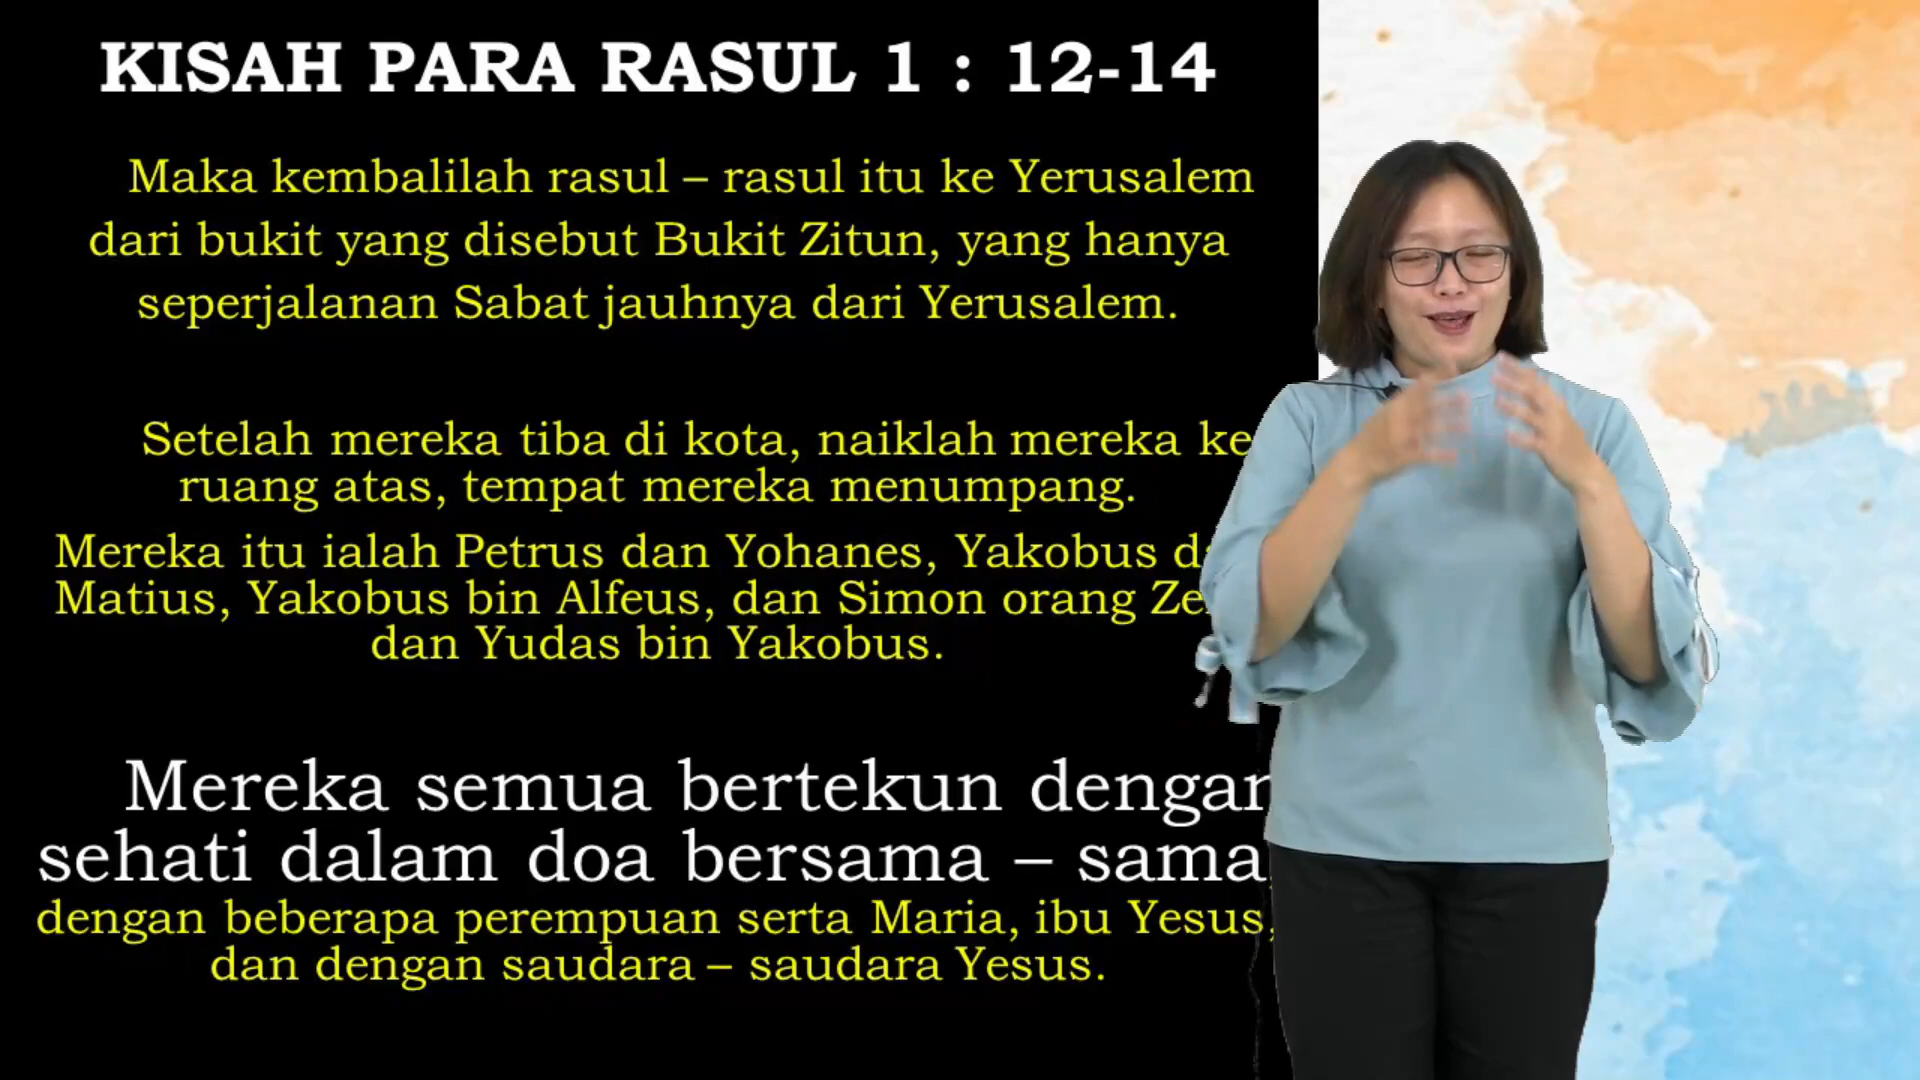 KISAH PARA RASUL 1 : 12-14
Maka kembalilah rasul – rasul itu ke Yerusalem
dari bukit yang disebut Bukit Zitun, yang hanya
seperjalanan Sabat jauhnya dari Yerusalem.
Setelah mereka tiba di kota, naiklah mereka ke
ruang atas, tempat mereka menumpang.
Mereka itu ialah Petrus dan Yohanes, Yakobus
Matius, Yakobus bin Alfeus, dan Simon orang
dan Yudas bin Yakobus.
Mereka semua bertekun dengan
sehati dalam doa bersama – sama,
dengan beberapa perempuan serta Maria, ibu Yesus,
dan dengan saudara – saudara Yesus.